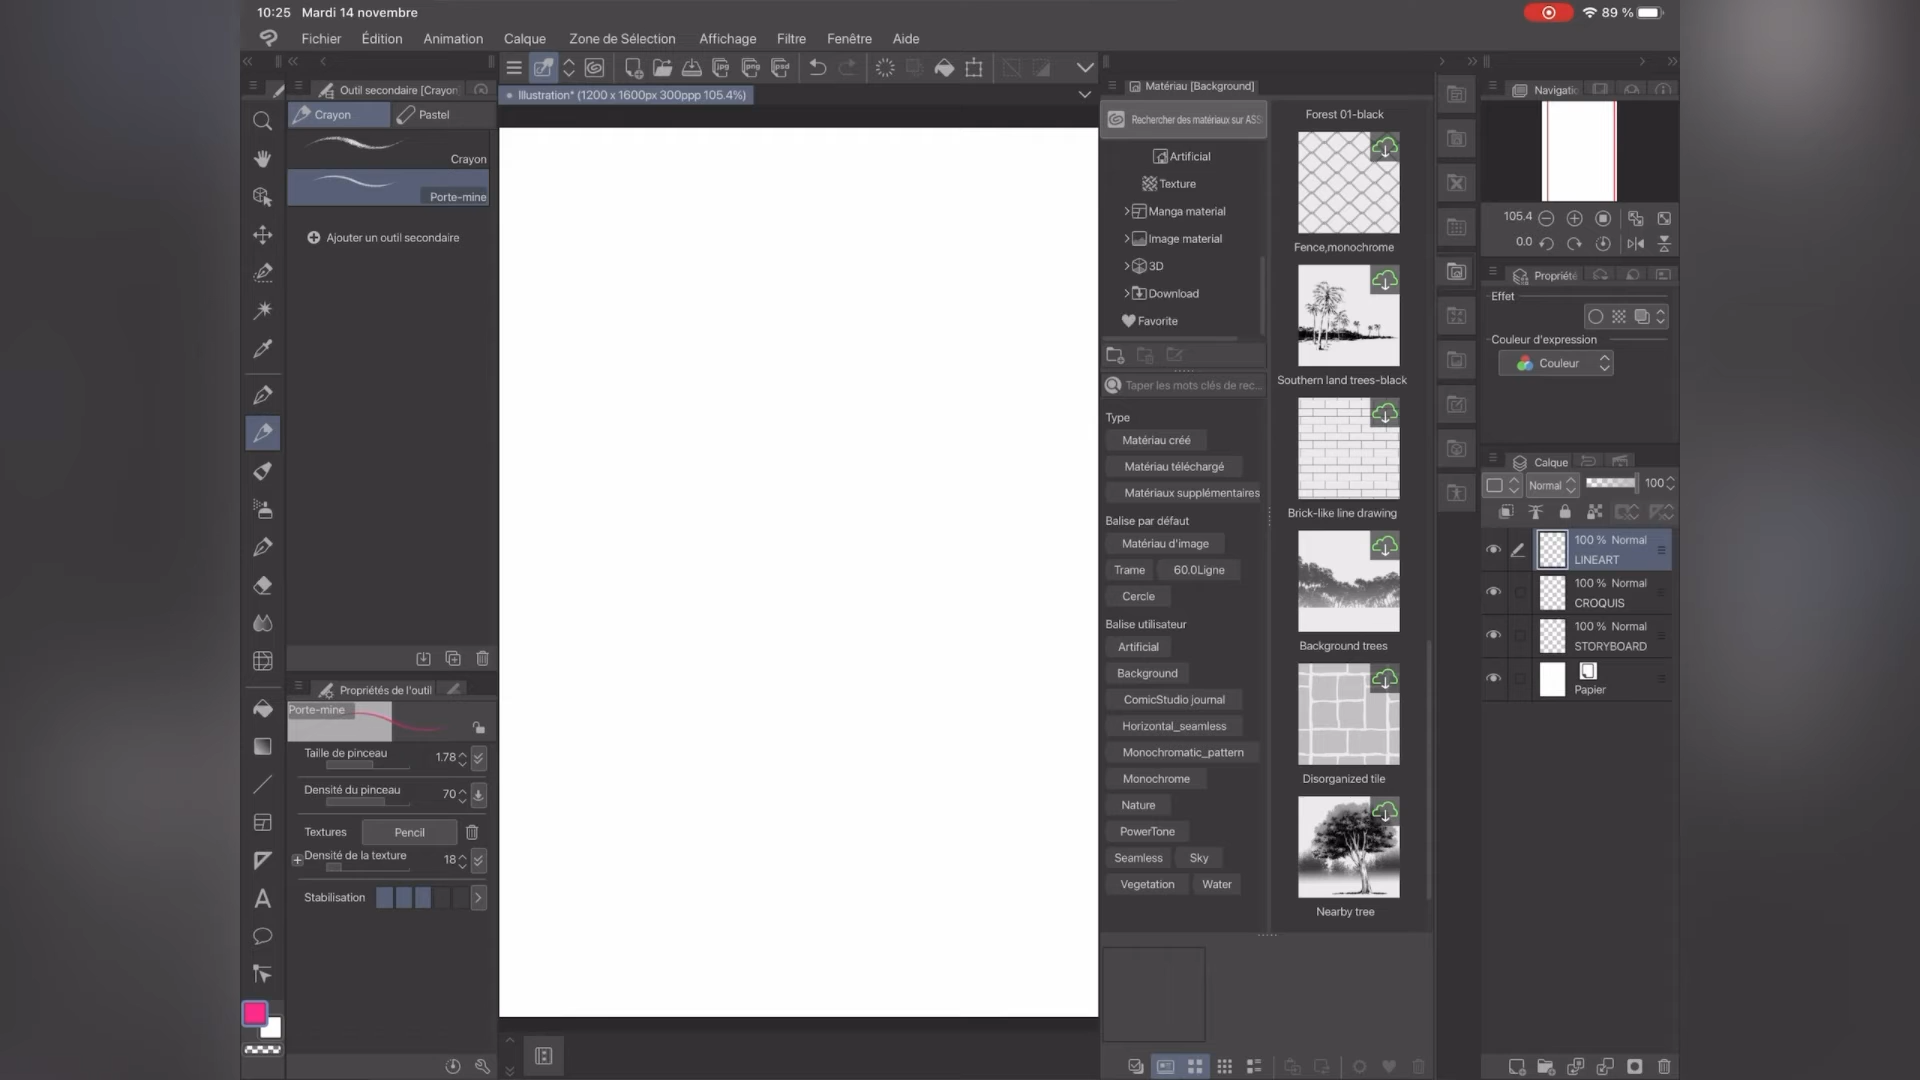 10:25 Mardi 14 novembre
89 %
Fichier Édition Animation Calque Zone de Sélection Affichage Filtre Fenêtre Aide
Outil secondaire [Crayon
Crayon
Pastel
Crayon
Porte-mine
Ajouter un outil secondaire
Propriétés de l'outil
Porte-mine
Taille de pinceau 1.78
Densité du pinceau 70
Textures Pencil
Densité de la texture 18
Stabilisation
jpg png psd
Illustration* (1200 x 1600px 300ppp 105.4%)
Matériau [Background]
Rechercher des matériaux sur ASS
Artificial
Texture
Manga material
Image material
3D
Download
Favorite
Taper les mots clés de rec...
Type
Matériau créé
Matériau téléchargé
Matériaux supplémentaires
Balise par défaut
Matériau d'image
Trame 60.0Ligne
Cercle
Balise utilisateur
Artificial
Background
ComicStudio journal
Horizontal_seamless
Monochromatic_pattern
Monochrome
Nature
PowerTone
Seamless Sky
Vegetation Water
Forest 01-black
Fence,monochrome
Southern land trees-black
Brick-like line drawing
Background trees
Disorganized tile
Nearby tree
Navigatio
105.4
0.0
Propriété
Effet
Couleur d'expression
Couleur
Calque
Normal 100
100 % Normal
LINEART
100 % Normal
CROQUIS
100 % Normal
STORYBOARD
Papier